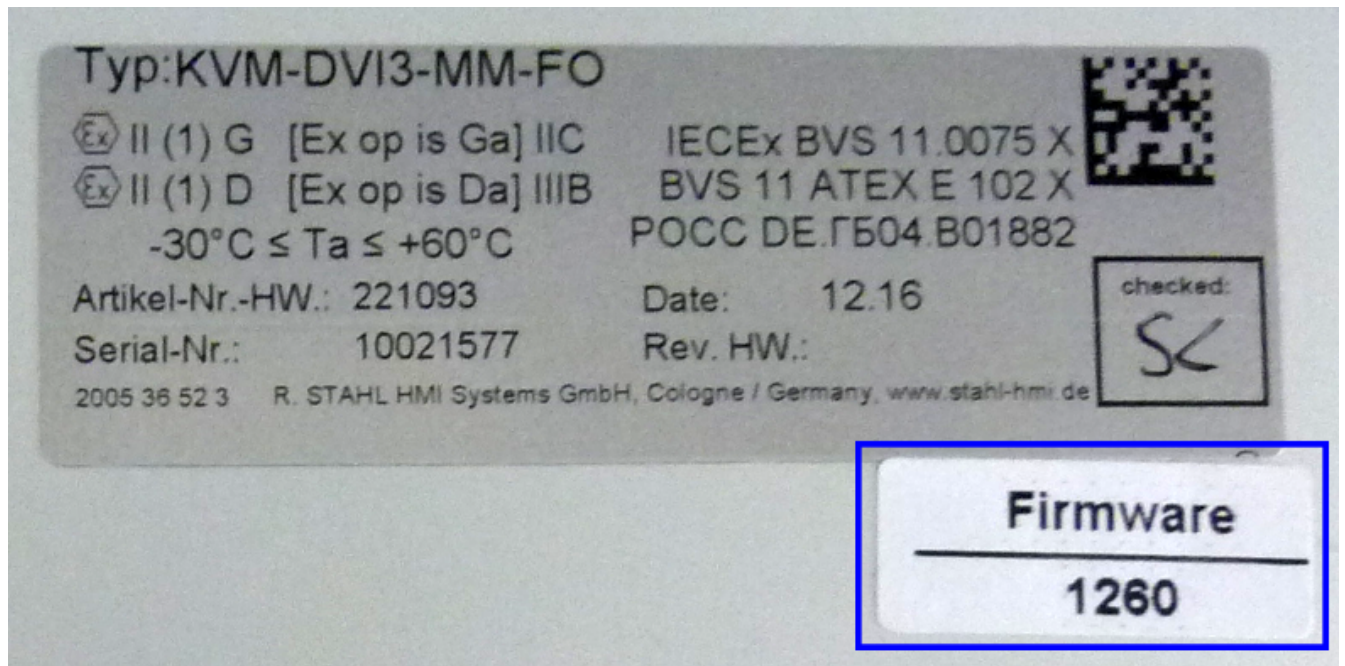 Typ:KVM-DVI3-MM-FO
Ex II (1) G [Ex op is Ga] IIC IECEx BVS 11.0075 X
Ex II (1) D [Ex op is Da] IIIB BVS 11 ATEX E 102 X
-30°C ≤ Ta ≤ +60°C РОСС DE.ГБ04.B01882
Artikel-Nr.-HW.: 221093 Date: 12.16
checked:
Serial-Nr.: 10021577 Rev. HW.:
2005 36 52 3 R. STAHL HMI Systems GmbH, Cologne / Germany, www.stahl-hmi.de
Firmware
1260